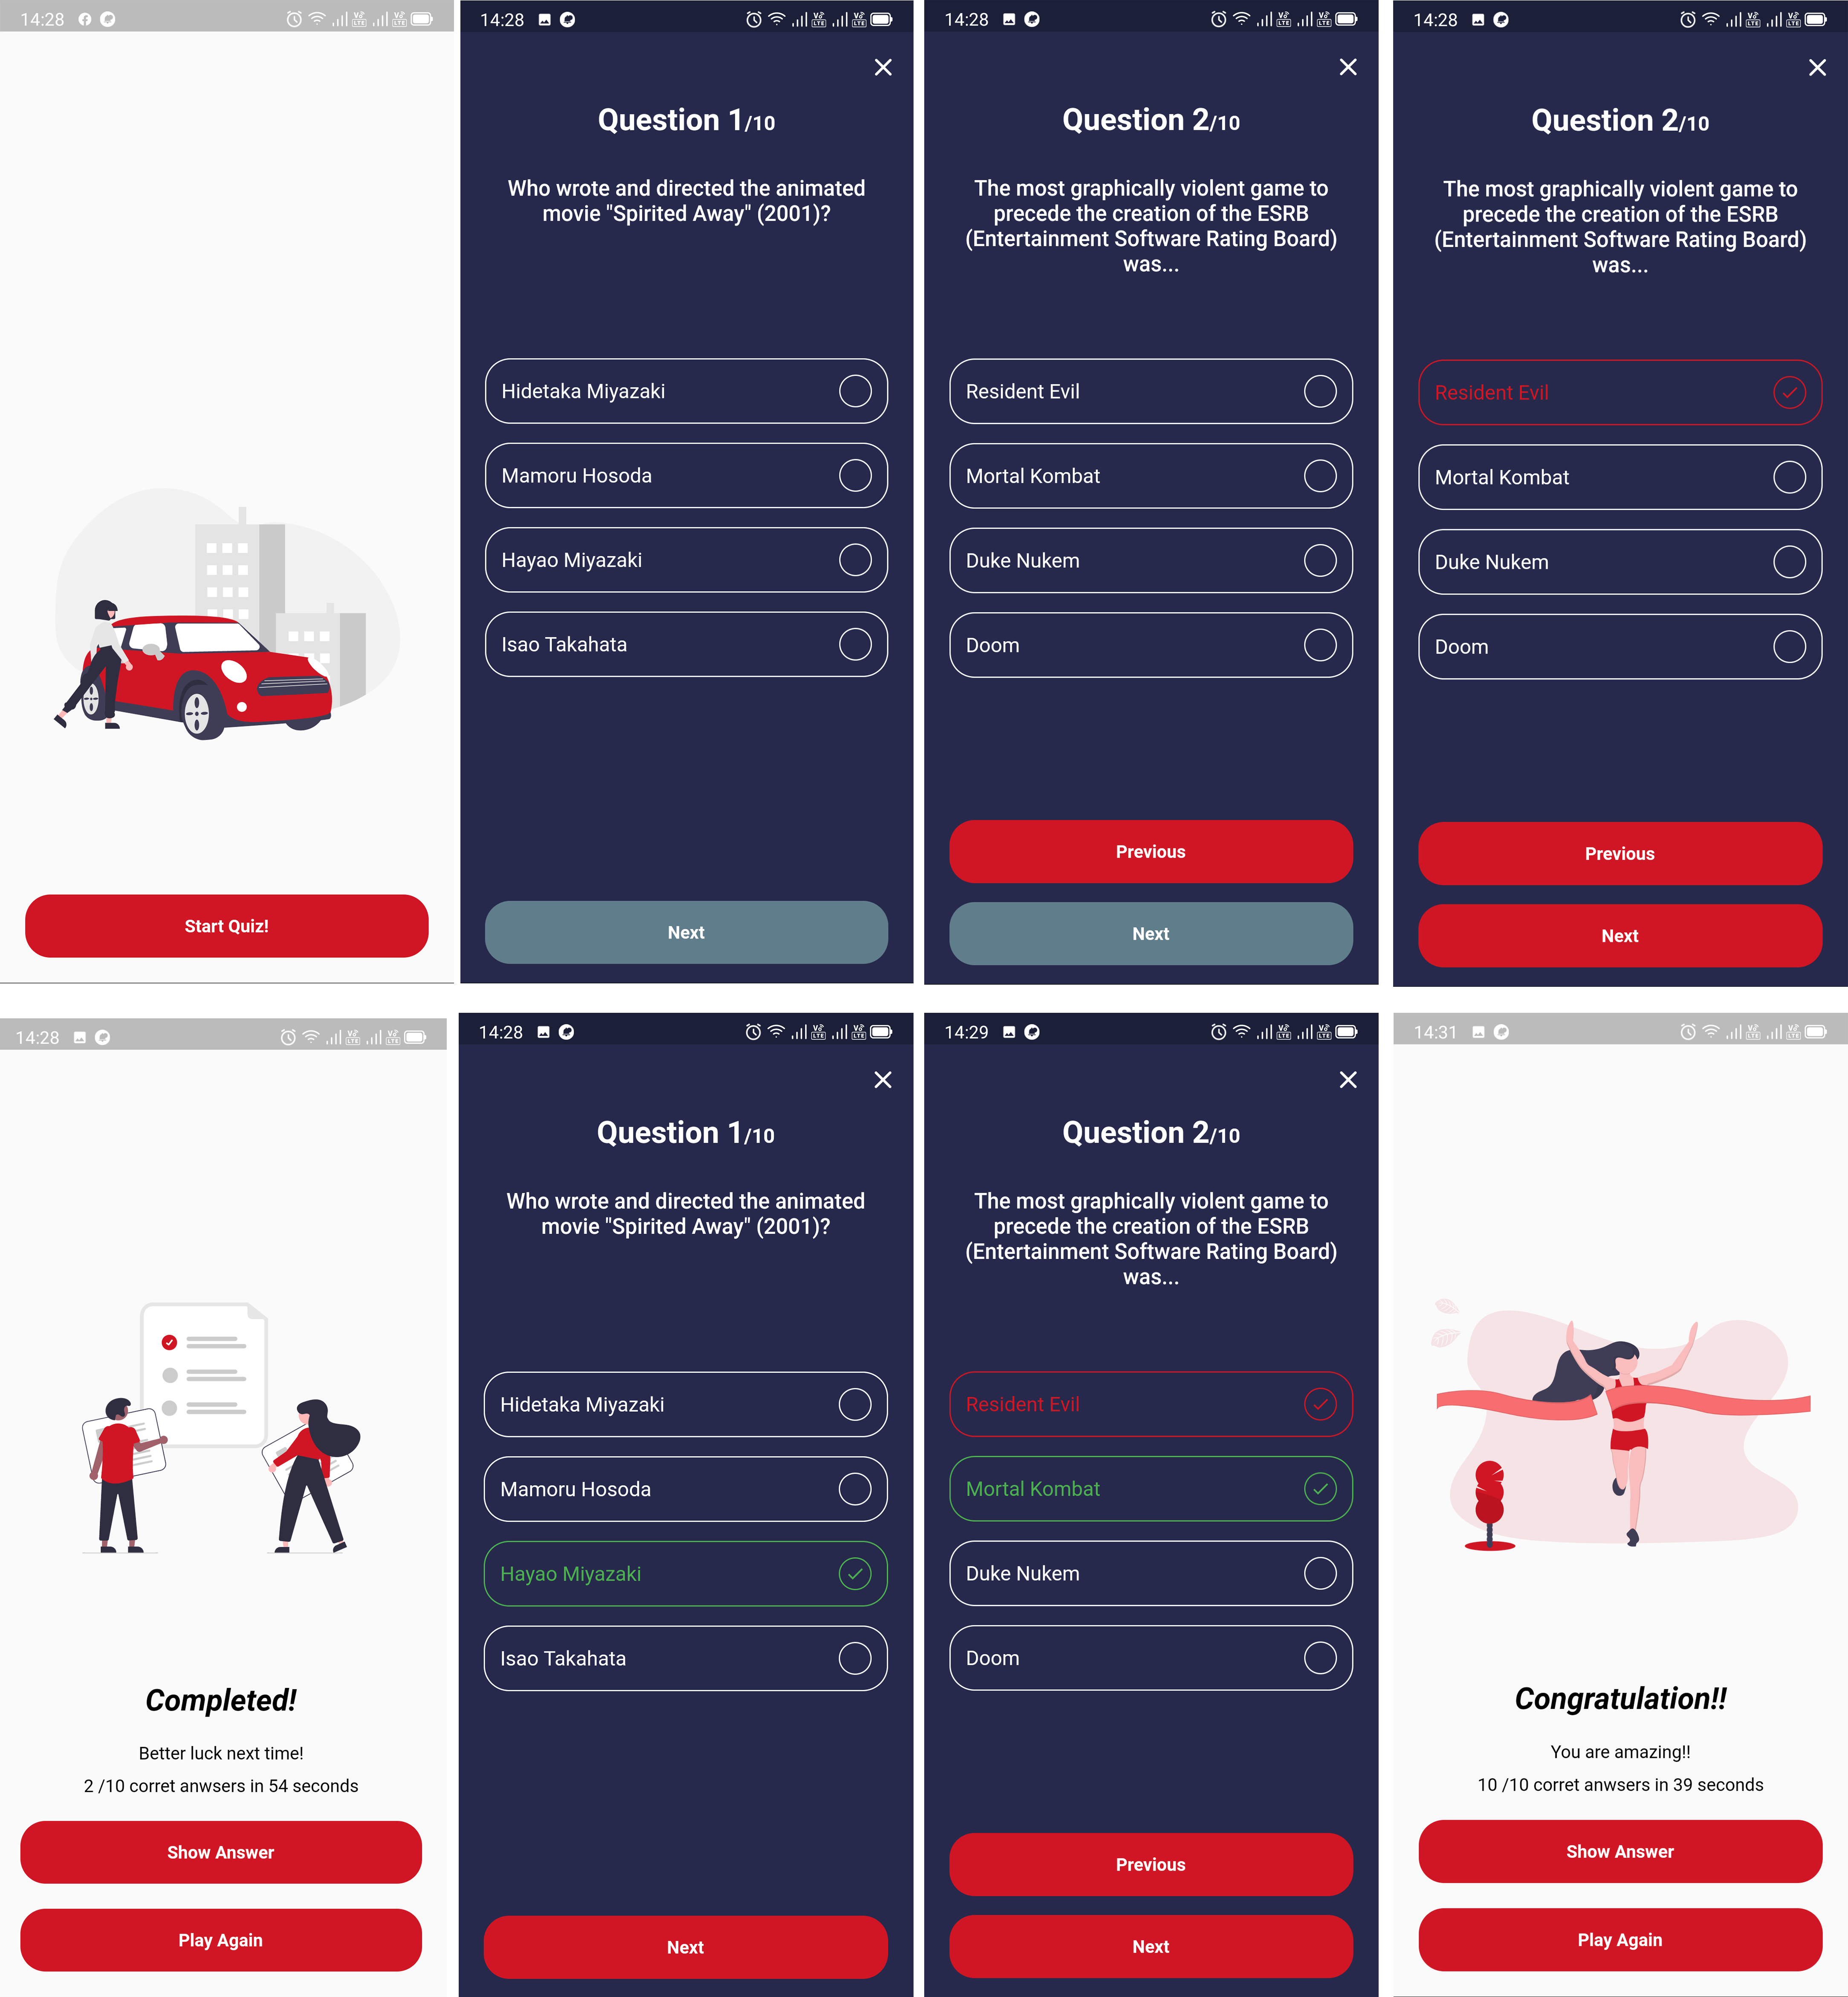 14:28
Start Quiz!
14:28
Question 1/10
Who wrote and directed the animated
movie "Spirited Away" (2001)?
Hidetaka Miyazaki
Mamoru Hosoda
Hayao Miyazaki
Isao Takahata
Next
14:28
Question 2/10
The most graphically violent game to
precede the creation of the ESRB
(Entertainment Software Rating Board)
was...
Resident Evil
Mortal Kombat
Duke Nukem
Doom
Previous
Next
14:28
Question 2/10
The most graphically violent game to
precede the creation of the ESRB
(Entertainment Software Rating Board)
was...
Resident Evil
Mortal Kombat
Duke Nukem
Doom
Previous
Next
14:28
Completed!
Better luck next time!
2 /10 corret anwsers in 54 seconds
Show Answer
Play Again
14:28
Question 1/10
Who wrote and directed the animated
movie "Spirited Away" (2001)?
Hidetaka Miyazaki
Mamoru Hosoda
Hayao Miyazaki
Isao Takahata
Next
14:29
Question 2/10
The most graphically violent game to
precede the creation of the ESRB
(Entertainment Software Rating Board)
was...
Resident Evil
Mortal Kombat
Duke Nukem
Doom
Previous
Next
14:31
Congratulation!!
You are amazing!!
10 /10 corret anwsers in 39 seconds
Show Answer
Play Again